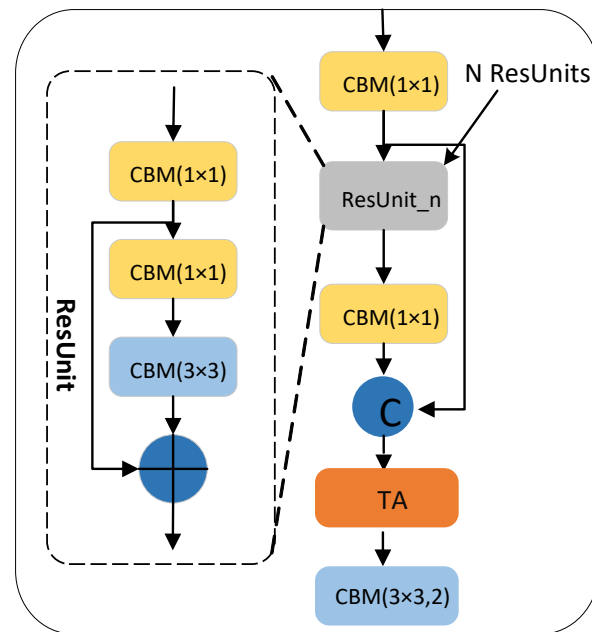 CBM(1×1)
N ResUnits
ResUnit_n
CBM(1×1)
C
TA
CBM(3×3,2)
ResUnit
CBM(1×1)
CBM(1×1)
CBM(3×3)